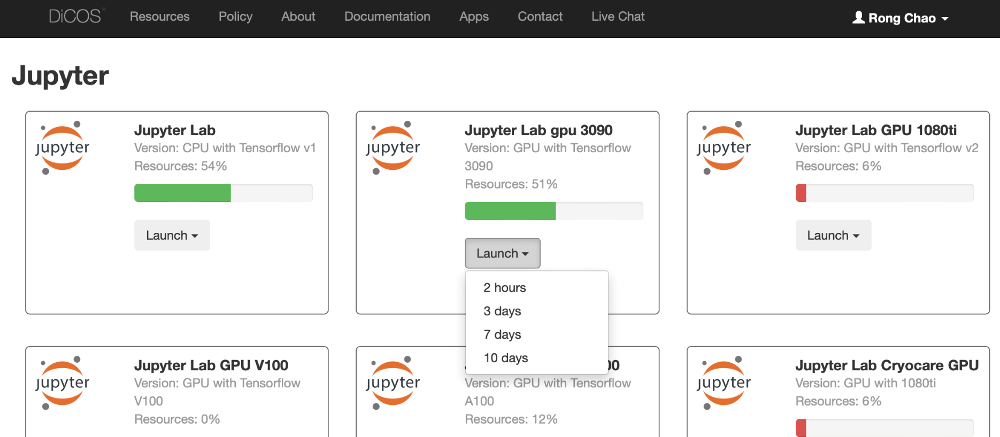 DiCOS
Resources
Policy
About
Documentation
Apps
Contact
Live Chat
Rong Chao
Jupyter
jupyter
Jupyter Lab
Version: CPU with Tensorflow v1
Resources: 54%
Launch
jupyter
Jupyter Lab gpu 3090
Version: GPU with Tensorflow
3090
Resources: 51%
Launch
2 hours
3 days
7 days
10 days
jupyter
Jupyter Lab GPU 1080ti
Version: GPU with Tensorflow v2
Resources: 6%
Launch
jupyter
Jupyter Lab GPU V100
Version: GPU with Tensorflow
V100
Resources: 0%
jupyter
Version: GPU with Tensorflow
A100
Resources: 12%
jupyter
Jupyter Lab Cryocare GPU
Version: GPU with 1080ti
Resources: 6%